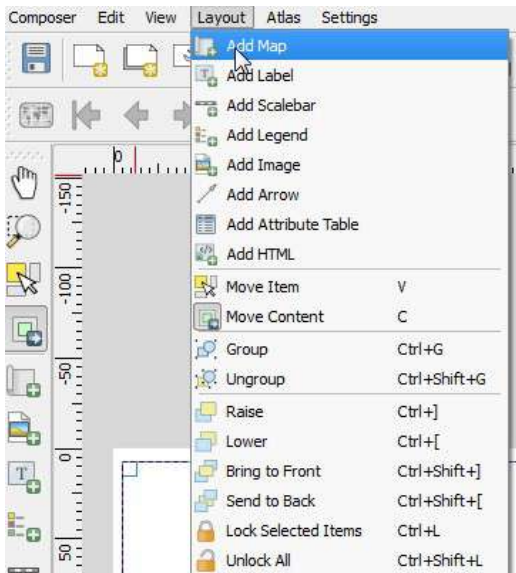 Composer Edit View Layout Atlas Settings
Add Map
Add Label
Add Scalebar
Add Legend
Add Image
Add Arrow
Add Attribute Table
Add HTML
Move Item V
Move Content C
Group Ctrl+G
Ungroup Ctrl+Shift+G
Raise Ctrl+]
Lower Ctrl+[
Bring to Front Ctrl+Shift+]
Send to Back Ctrl+Shift+[
Lock Selected Items Ctrl+L
Unlock All Ctrl+Shift+L
0
-150
-100
-50
0
50